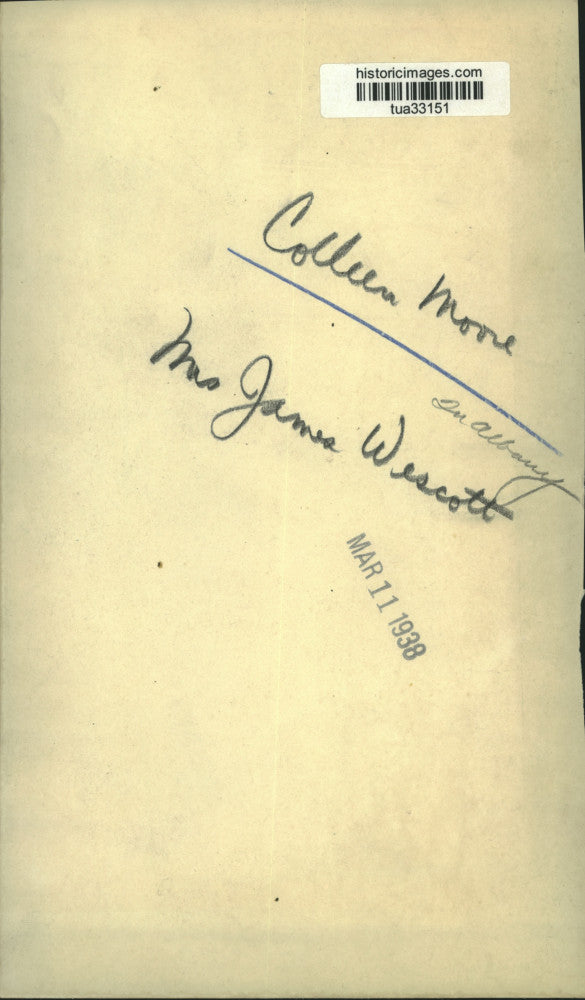 historicimages.com
tua33151
Colleen Moore
In Albany
Mrs James Wescott
MAR 11 1938